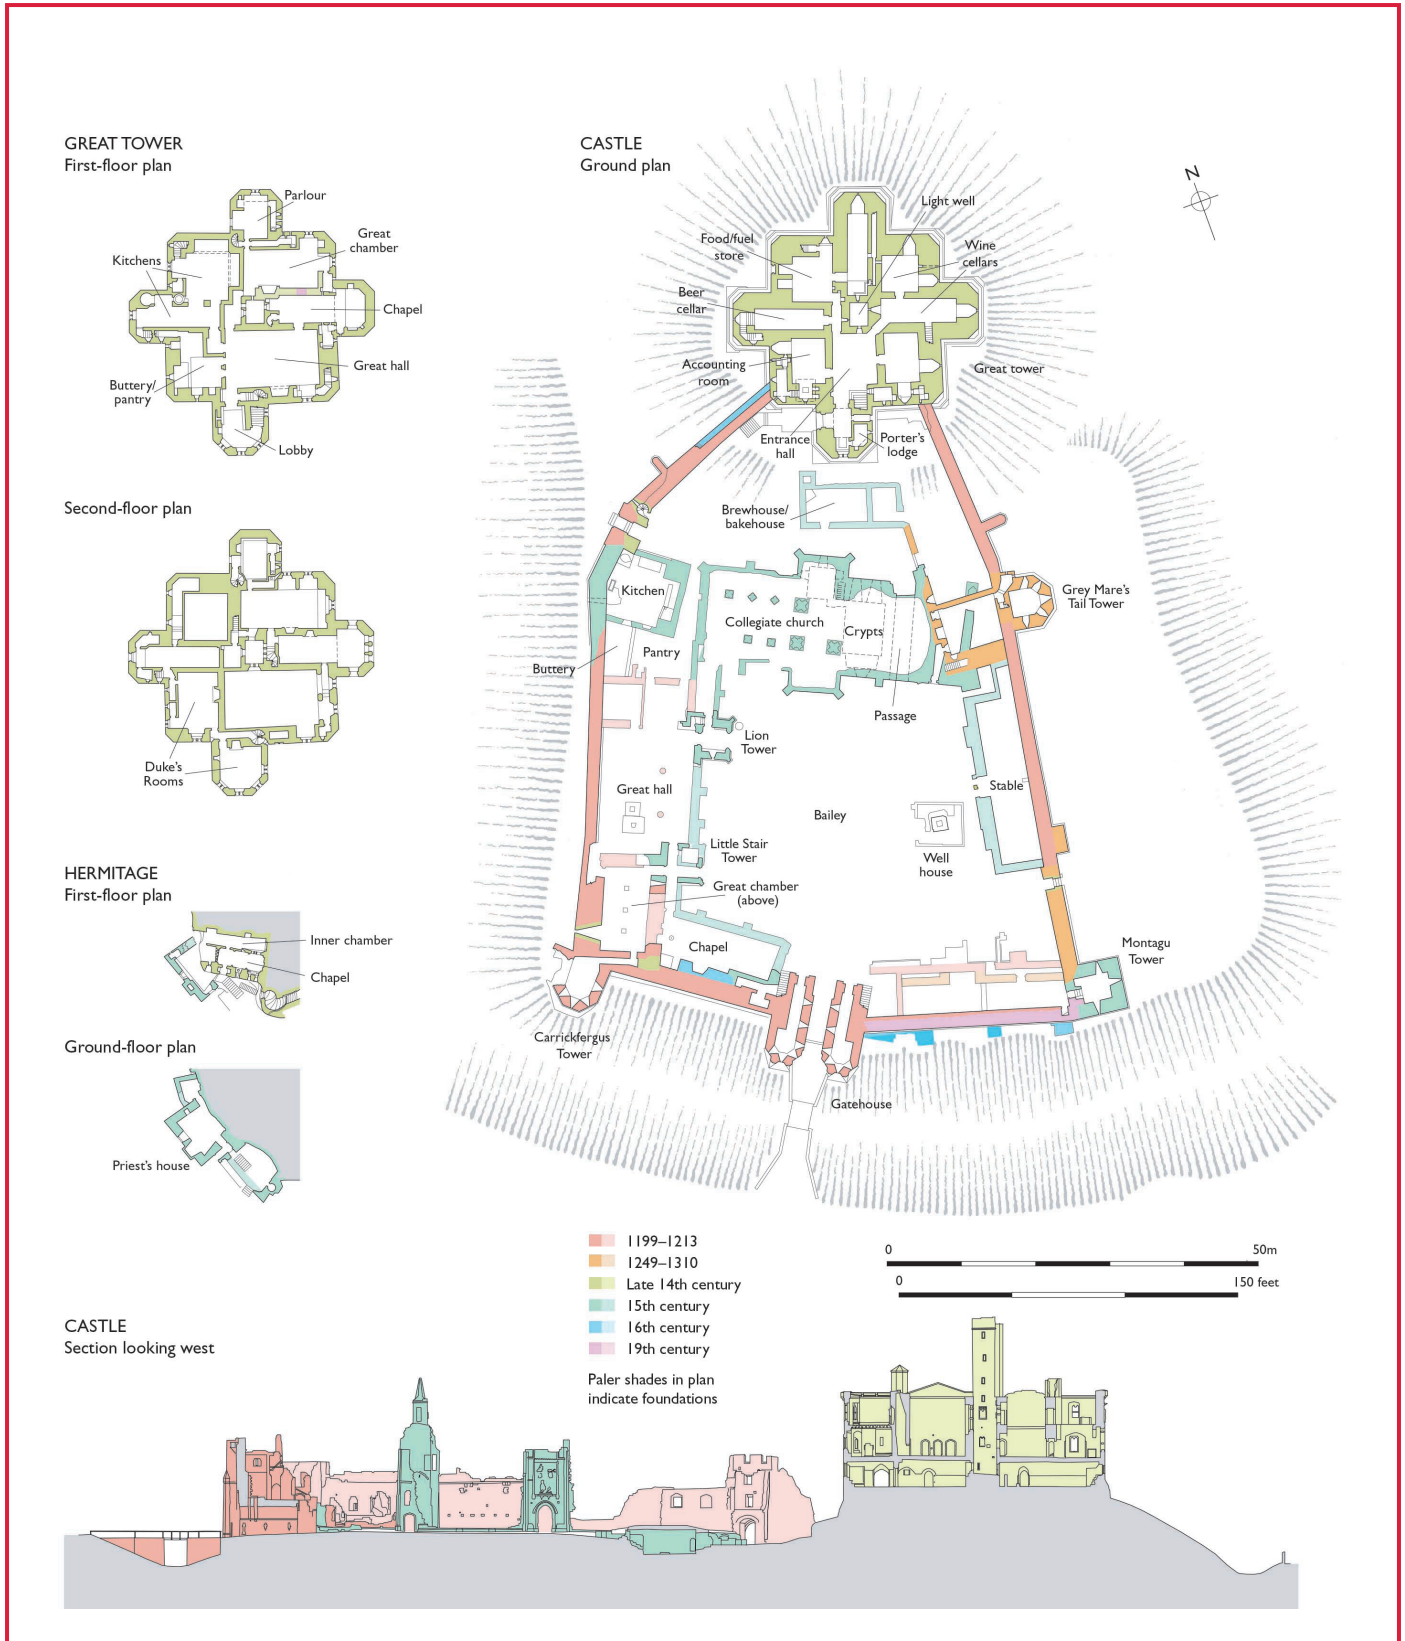 GREAT TOWER
First-floor plan
Parlour
Great
chamber
Kitchens
Chapel
Great hall
Buttery/
pantry
Lobby
Second-floor plan
Duke's
Rooms
HERMITAGE
First-floor plan
Inner chamber
Chapel
Ground-floor plan
Priest's house
CASTLE
Ground plan
N
Light well
Food/fuel
store
Wine
cellars
Beer
cellar
Accounting
room
Great tower
Entrance
hall
Porter's
lodge
Brewhouse/
bakehouse
Kitchen
Collegiate church
Crypts
Grey Mare's
Tail Tower
Pantry
Buttery
Passage
Lion
Tower
Great hall
Stable
Bailey
Little Stair
Tower
Well
house
Great chamber
(above)
Chapel
Montagu
Tower
Carrickfergus
Tower
Gatehouse
1199–1213
1249–1310
Late 14th century
15th century
16th century
19th century
Paler shades in plan
indicate foundations
0 50m
0 150 feet
CASTLE
Section looking west